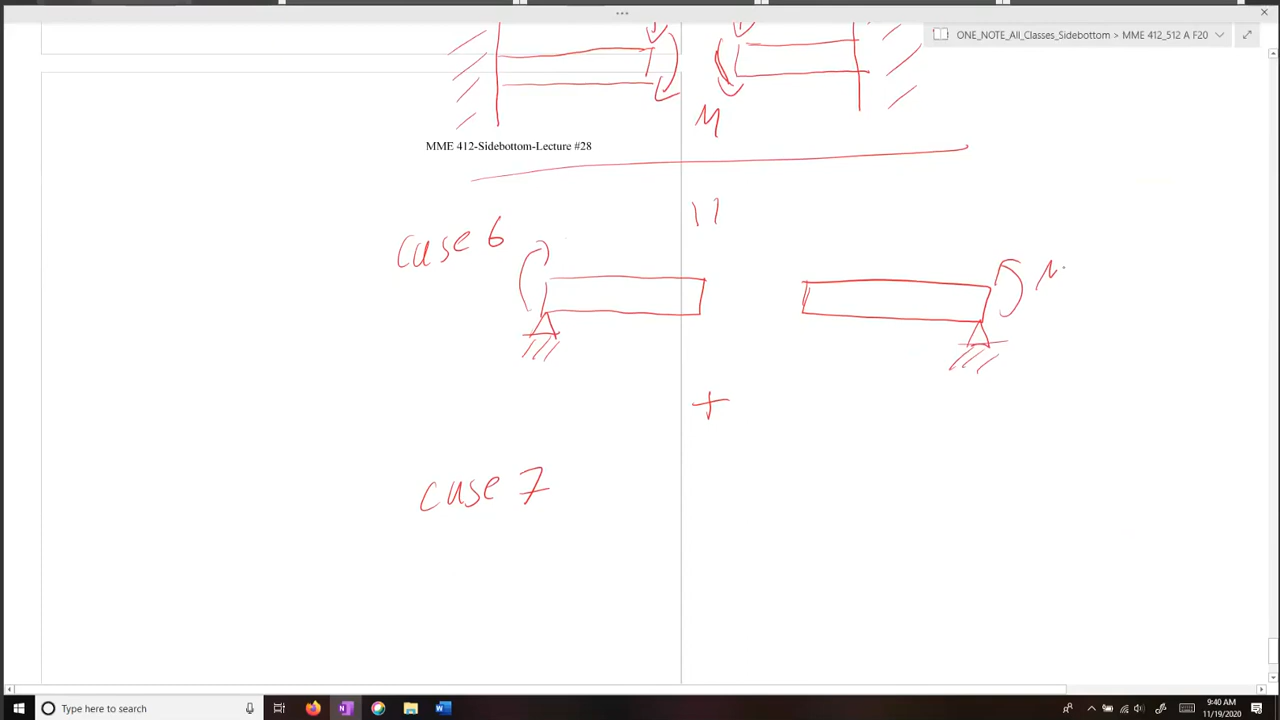 ONE_NOTE_All_Classes_Sidebottom > MME 412_512 A F20
M
MME 412-Sidebottom-Lecture #28
case 6
M
+
case 7
Type here to search
9:40 AM
11/19/2020